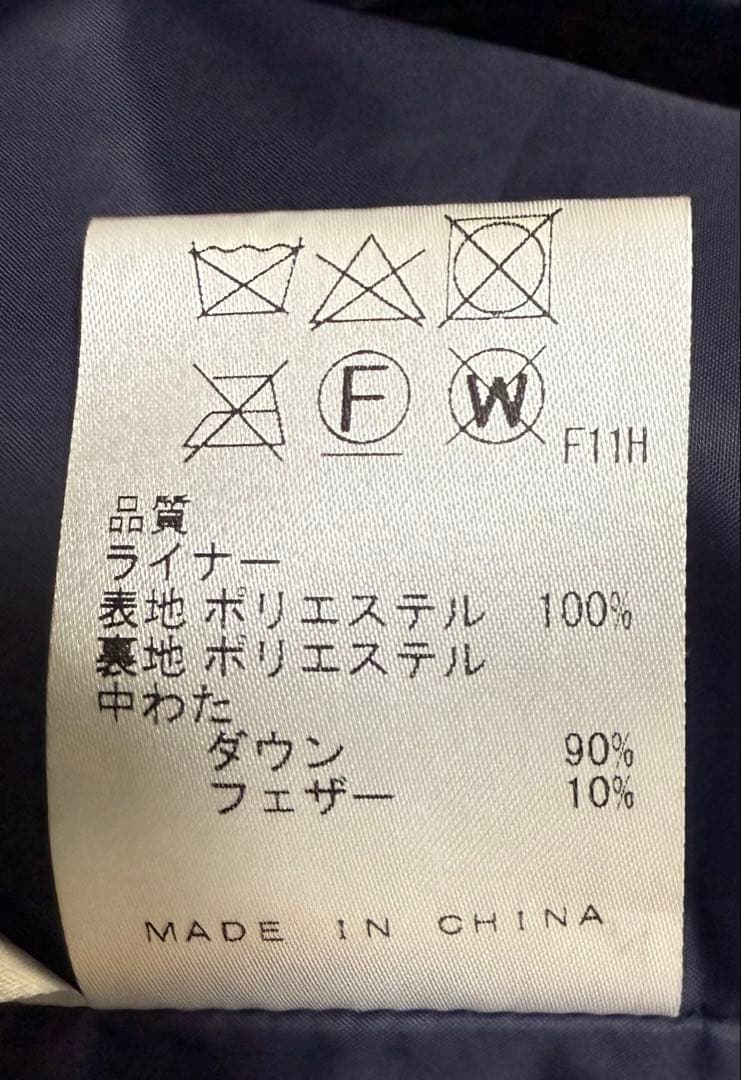 F W F11H
品質
ライナー
表地 ポリエステル 100%
裏地 ポリエステル
中わた
ダウン 90%
フェザー 10%
MADE IN CHINA